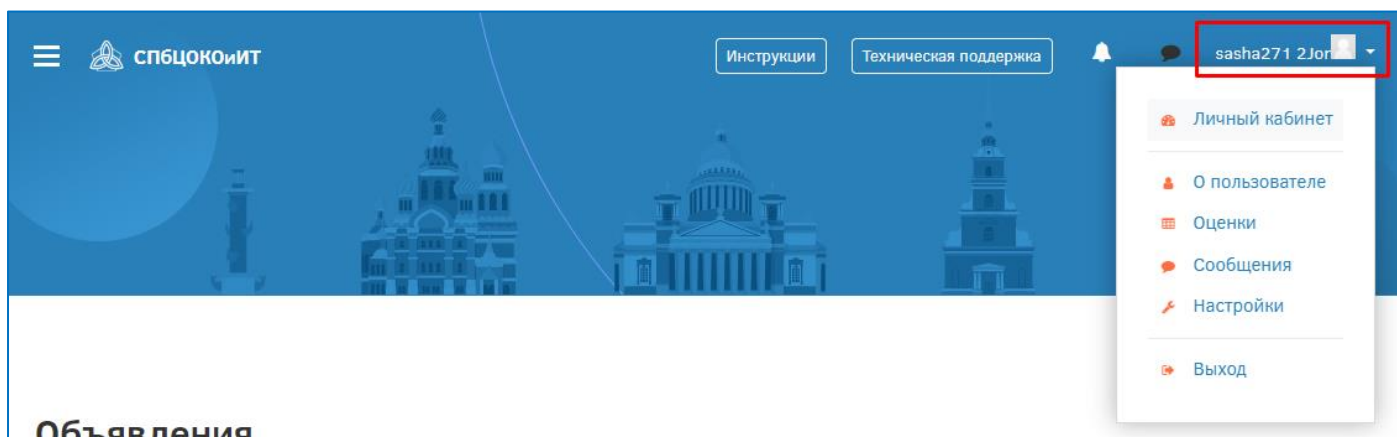 СПбЦОКОиИТ
Инструкции
Техническая поддержка
sasha271 2Jor
Личный кабинет
О пользователе
Оценки
Сообщения
Настройки
Выход
Объявления